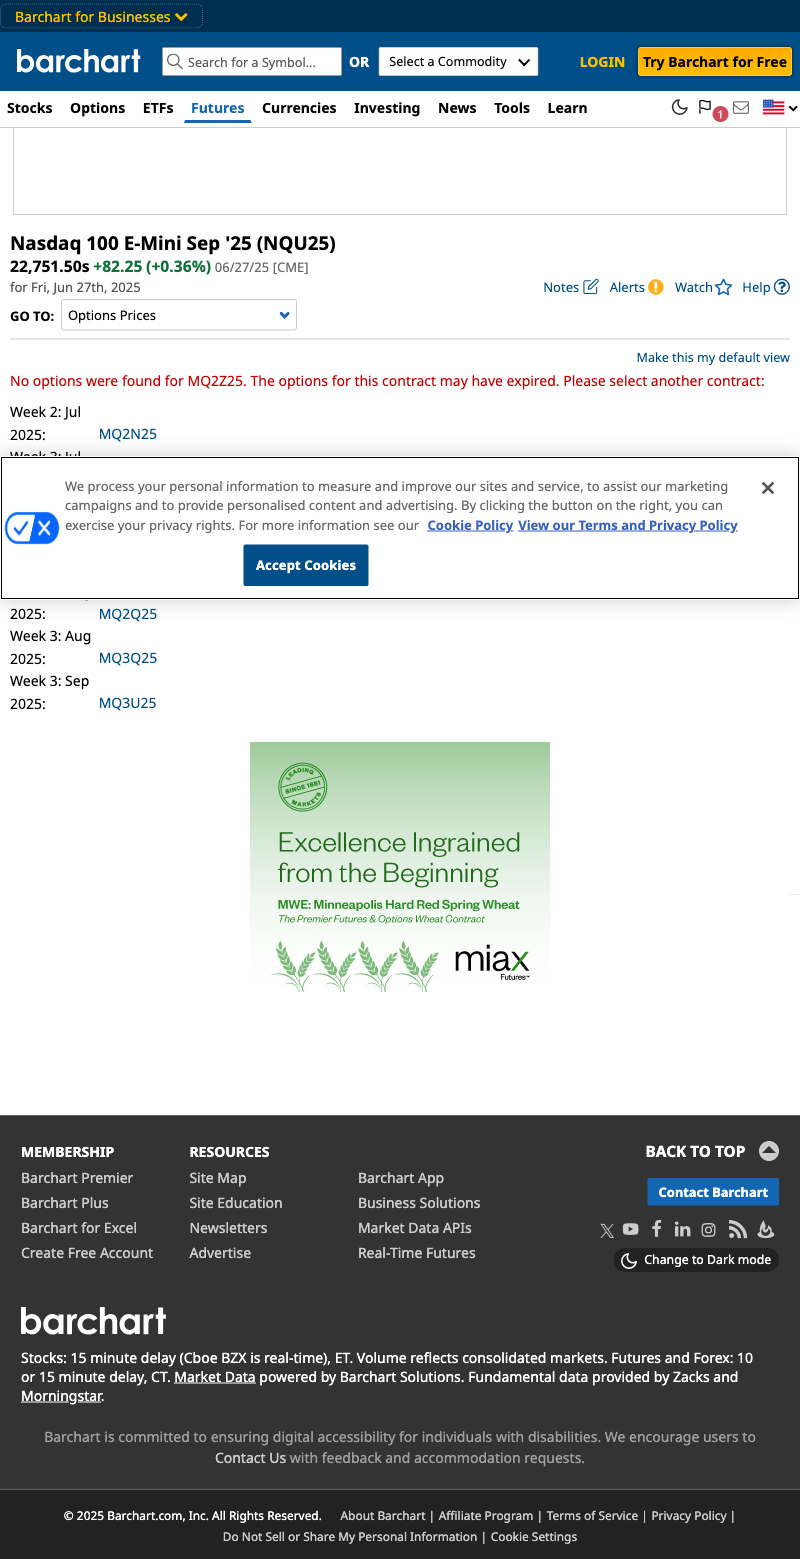 Barchart for Businesses
barchart Search for a Symbol... OR Select a Commodity LOGIN Try Barchart for Free
Stocks Options ETFs Futures Currencies Investing News Tools Learn 1
Nasdaq 100 E-Mini Sep '25 (NQU25)
22,751.50s +82.25 (+0.36%) 06/27/25 [CME]
for Fri, Jun 27th, 2025 Notes Alerts Watch Help
GO TO: Options Prices
Make this my default view
No options were found for MQ2Z25. The options for this contract may have expired. Please select another contract:
Week 2: Jul
2025: MQ2N25
Week 3: Jul
We process your personal information to measure and improve our sites and service, to assist our marketing
campaigns and to provide personalised content and advertising. By clicking the button on the right, you can
exercise your privacy rights. For more information see our Cookie Policy View our Terms and Privacy Policy
Accept Cookies
2025: MQ2Q25
Week 3: Aug
2025: MQ3Q25
Week 3: Sep
2025: MQ3U25
LEADING
SINCE 1881
MARKETS
Excellence Ingrained
from the Beginning
MWE: Minneapolis Hard Red Spring Wheat
The Premier Futures & Options Wheat Contract
miax
Futures™
MEMBERSHIP RESOURCES BACK TO TOP
Barchart Premier Site Map Barchart App
Barchart Plus Site Education Business Solutions Contact Barchart
Barchart for Excel Newsletters Market Data APIs
Create Free Account Advertise Real-Time Futures Change to Dark mode
barchart
Stocks: 15 minute delay (Cboe BZX is real-time), ET. Volume reflects consolidated markets. Futures and Forex: 10
or 15 minute delay, CT. Market Data powered by Barchart Solutions. Fundamental data provided by Zacks and
Morningstar.
Barchart is committed to ensuring digital accessibility for individuals with disabilities. We encourage users to
Contact Us with feedback and accommodation requests.
© 2025 Barchart.com, Inc. All Rights Reserved. About Barchart | Affiliate Program | Terms of Service | Privacy Policy |
Do Not Sell or Share My Personal Information | Cookie Settings